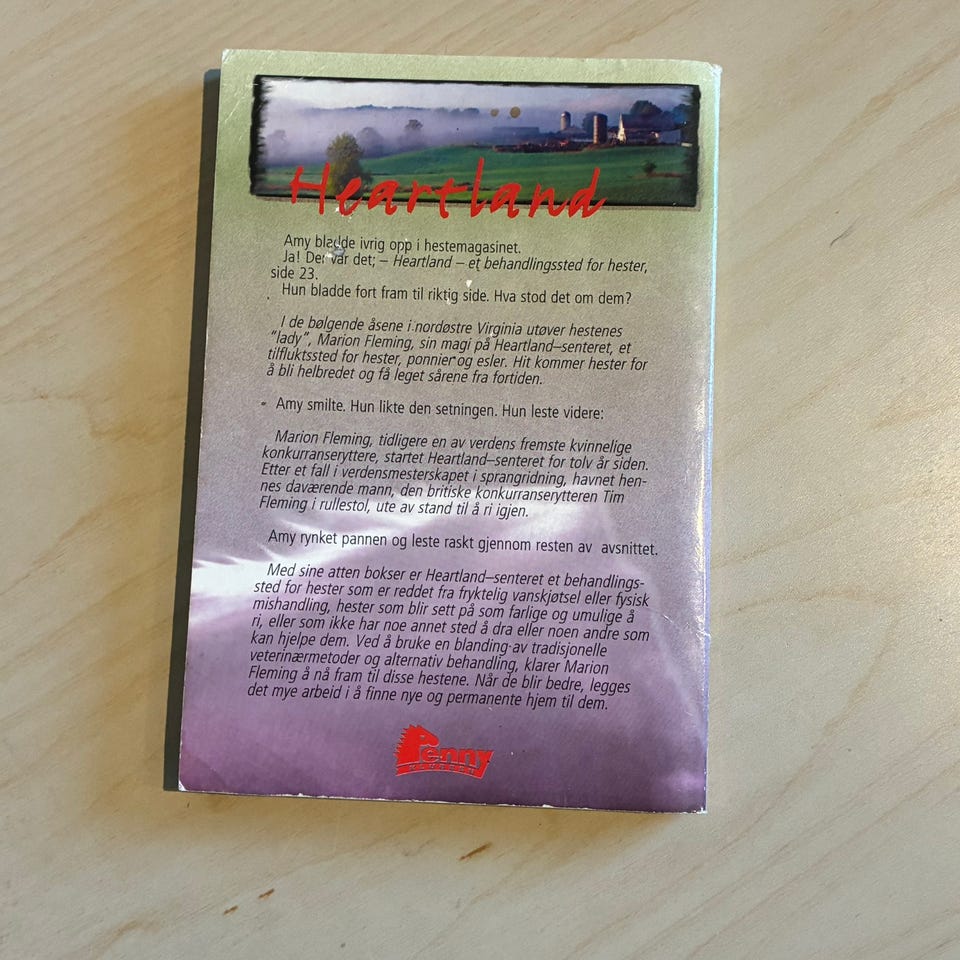 Heartland
Amy bladde ivrig opp i hestemagasinet.
Ja! Der var det; – Heartland – et behandlingssted for hester,
side 23.
Hun bladde fort fram til riktig side. Hva stod det om dem?
I de bølgende åsene i nordøstre Virginia utøver hestenes
"lady", Marion Fleming, sin magi på Heartland–senteret, et
tilfluktssted for hester, ponnier og esler. Hit kommer hester for
å bli helbredet og få leget sårene fra fortiden.
Amy smilte. Hun likte den setningen. Hun leste videre:
Marion Fleming, tidligere en av verdens fremste kvinnelige
konkurranseryttere, startet Heartland–senteret for tolv år siden.
Etter et fall i verdensmesterskapet i sprangridning, havnet hen-
nes daværende mann, den britiske konkurranserytteren Tim
Fleming i rullestol, ute av stand til å ri igjen.
Amy rynket pannen og leste raskt gjennom resten av avsnittet.
Med sine atten bokser er Heartland–senteret et behandlings-
sted for hester som er reddet fra fryktelig vanskjøtsel eller fysisk
mishandling, hester som blir sett på som farlige og umulige å
ri, eller som ikke har noe annet sted å dra eller noen andre som
kan hjelpe dem. Ved å bruke en blanding av tradisjonelle
veterinærmetoder og alternativ behandling, klarer Marion
Fleming å nå fram til disse hestene. Når de blir bedre, legges
det mye arbeid i å finne nye og permanente hjem til dem.
Penny
KLUBBEN